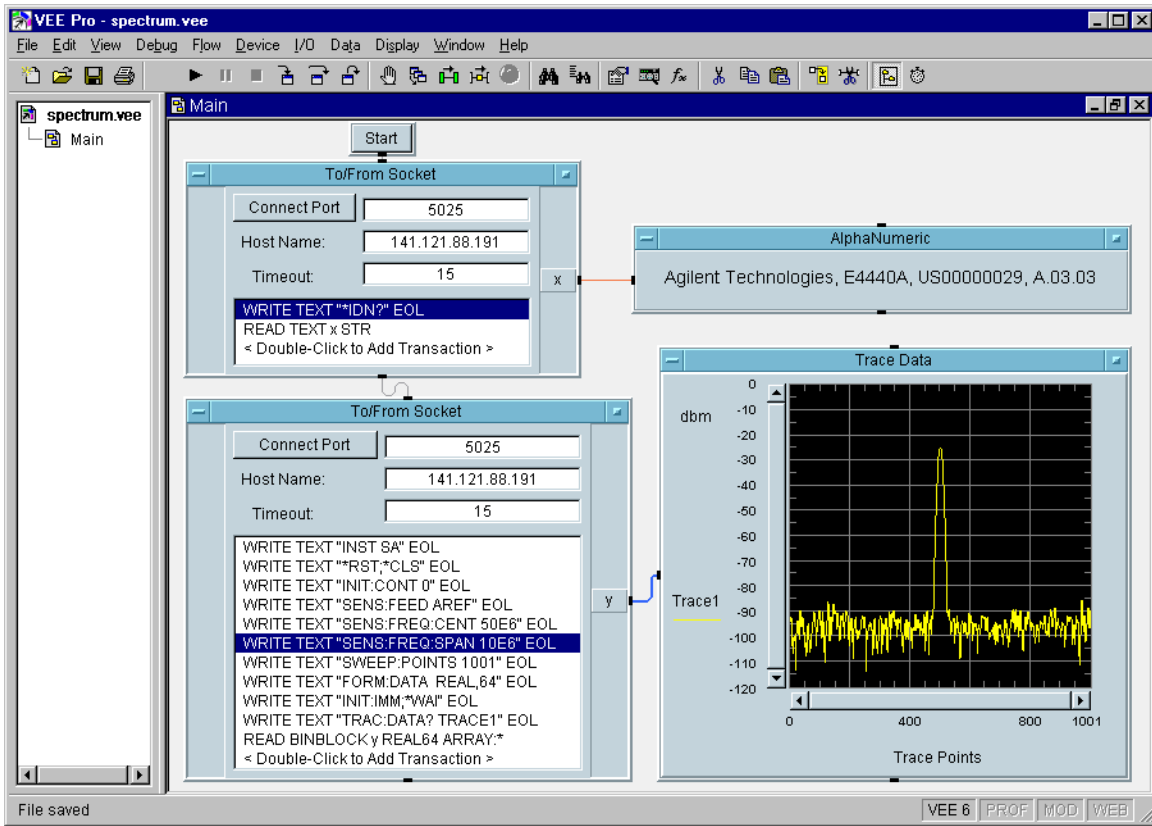 VEE Pro - spectrum.vee
File Edit View Debug Flow Device I/O Data Display Window Help
spectrum.vee
Main
Main
Start
To/From Socket
Connect Port 5025
Host Name: 141.121.88.191
Timeout: 15
x
WRITE TEXT "*IDN?" EOL
READ TEXT x STR
< Double-Click to Add Transaction >
AlphaNumeric
Agilent Technologies, E4440A, US00000029, A.03.03
To/From Socket
Connect Port 5025
Host Name: 141.121.88.191
Timeout: 15
WRITE TEXT "INST SA" EOL
WRITE TEXT "*RST;*CLS" EOL
WRITE TEXT "INIT:CONT 0" EOL
WRITE TEXT "SENS:FEED AREF" EOL
WRITE TEXT "SENS:FREQ:CENT 50E6" EOL
WRITE TEXT "SENS:FREQ:SPAN 10E6" EOL
WRITE TEXT "SWEEP:POINTS 1001" EOL
WRITE TEXT "FORM:DATA  REAL,64" EOL
WRITE TEXT "INIT:IMM;*WAI" EOL
WRITE TEXT "TRAC:DATA? TRACE1" EOL
READ BINBLOCK y REAL64 ARRAY:*
< Double-Click to Add Transaction >
y
Trace Data
dbm
Trace1
0
-10
-20
-30
-40
-50
-60
-70
-80
-90
-100
-110
-120
0 400 800 1001
Trace Points
File saved
VEE 6 PROF MOD WEB